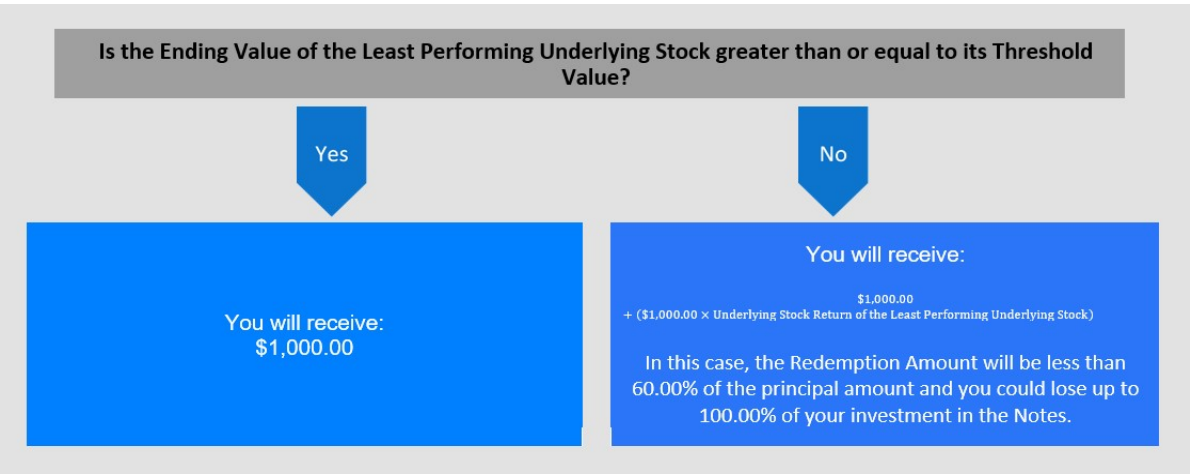 Is the Ending Value of the Least Performing Underlying Stock greater than or equal to its Threshold
Value?
Yes
No
You will receive:
$1,000.00
You will receive:
$1,000.00
+ ($1,000.00 × Underlying Stock Return of the Least Performing Underlying Stock)
In this case, the Redemption Amount will be less than
60.00% of the principal amount and you could lose up to
100.00% of your investment in the Notes.